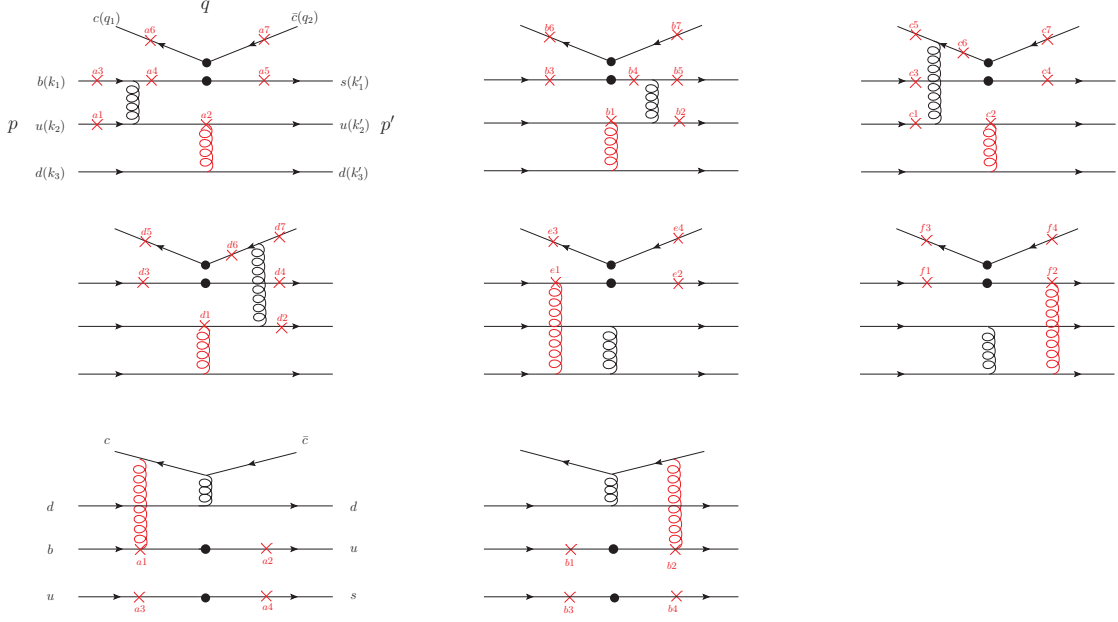 q
c(q₁) a6 a7 c̄(q₂) b6 b7 c5 c6 c7
b(k₁) a3 a4 a5 s(k′₁) b3 b4 b5 c3 c4
p u(k₂) a1 a2 u(k′₂) p′ b1 b2 c1 c2
d(k₃) d(k′₃)
d5 d6 d7 e3 e4 f3 f4
d3 d4 e1 e2 f1 f2
d1 d2
c c̄
d d
b a1 a2 u b1 b2
u a3 a4 s b3 b4